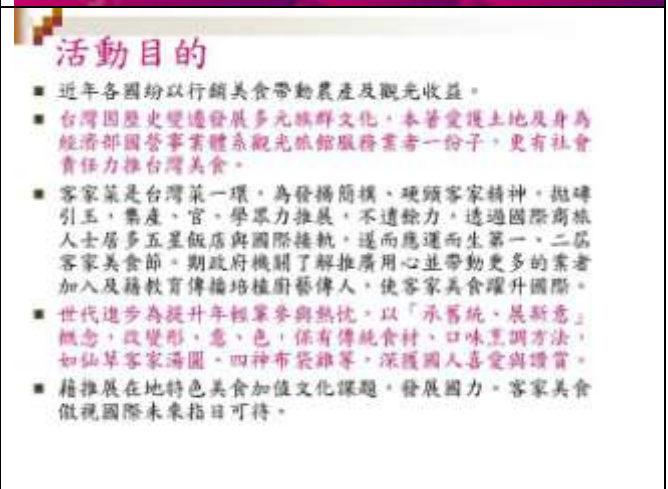 活動目的
■ 近年各國紛以行銷美食帶動農產及觀光收益。
■ 台灣因歷史變遷發展多元族群文化，本著愛護土地及身為
經濟部國營事業體系觀光旅館服務業者一份子，更有社會
責任力推台灣美食。
■ 客家菜是台灣菜一環，為發揚簡樸、硬頸客家精神，拋磚
引玉，集產、官、學眾力推展，不遺餘力，透過國際商旅
人士居多五星飯店與國際接軌，遂而應運而生第一、二屆
客家美食節。期政府機關了解推廣用心並帶動更多的業者
加入及藉教育傳播培植廚藝傳人，使客家美食躍升國際。
■ 世代進步為提升年輕輩參與熱忱，以「承舊統、展新意」
概念，改變形、意、色，保有傳統食材、口味烹調方法，
如仙草客家湯圓、四神布袋雞等，深獲國人喜愛與讚賞。
■ 藉推展在地特色美食加值文化課題，發展國力。客家美食
傲視國際未來指日可待。